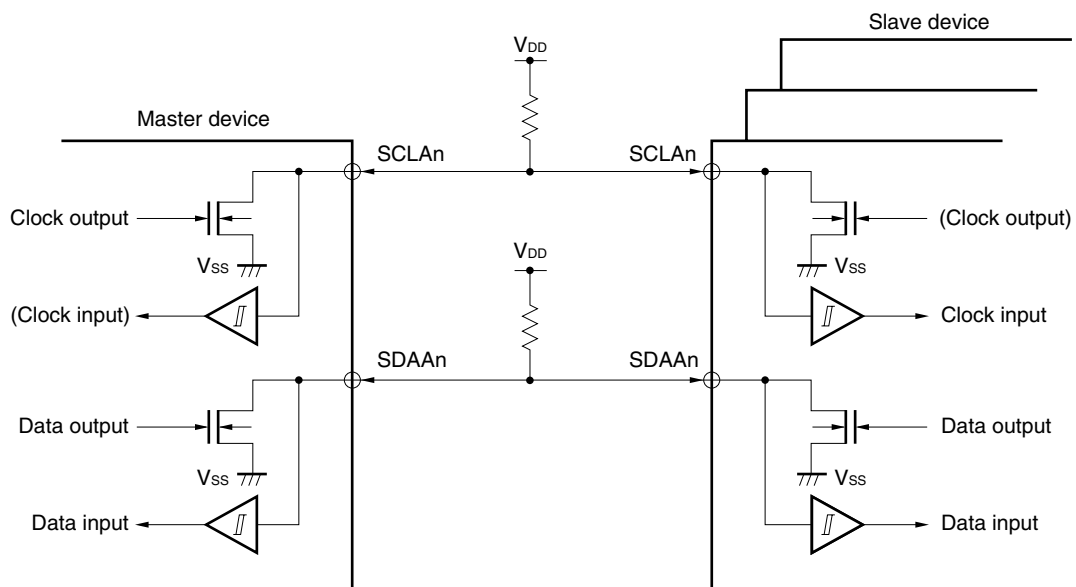 Slave device
VDD
Master device
SCLAn
SCLAn
Clock output
(Clock output)
VSS
VDD
VSS
(Clock input)
Clock input
SDAAn
SDAAn
Data output
Data output
VSS
VSS
Data input
Data input